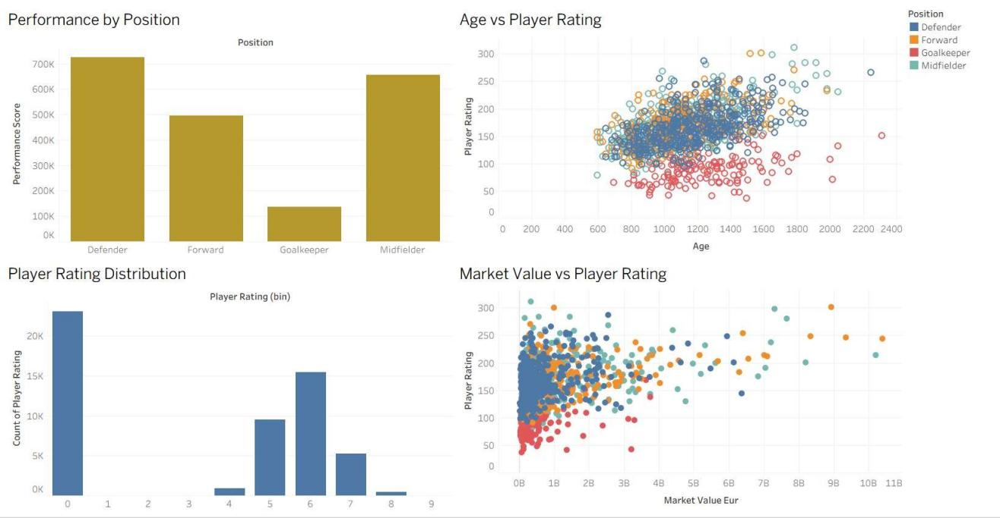 Performance by Position
Position
Performance Score
700K
600K
500K
400K
300K
200K
100K
0K
Defender Forward Goalkeeper Midfielder
Age vs Player Rating
Player Rating
300
250
200
150
100
50
0
0 200 400 600 800 1000 1200 1400 1600 1800 2000 2200 2400
Age
Position
Defender
Forward
Goalkeeper
Midfielder
Player Rating Distribution
Player Rating (bin)
Count of Player Rating
20K
15K
10K
5K
0K
0 1 2 3 4 5 6 7 8 9
Market Value vs Player Rating
Player Rating
300
250
200
150
100
50
0
0B 1B 2B 3B 4B 5B 6B 7B 8B 9B 10B 11B
Market Value Eur